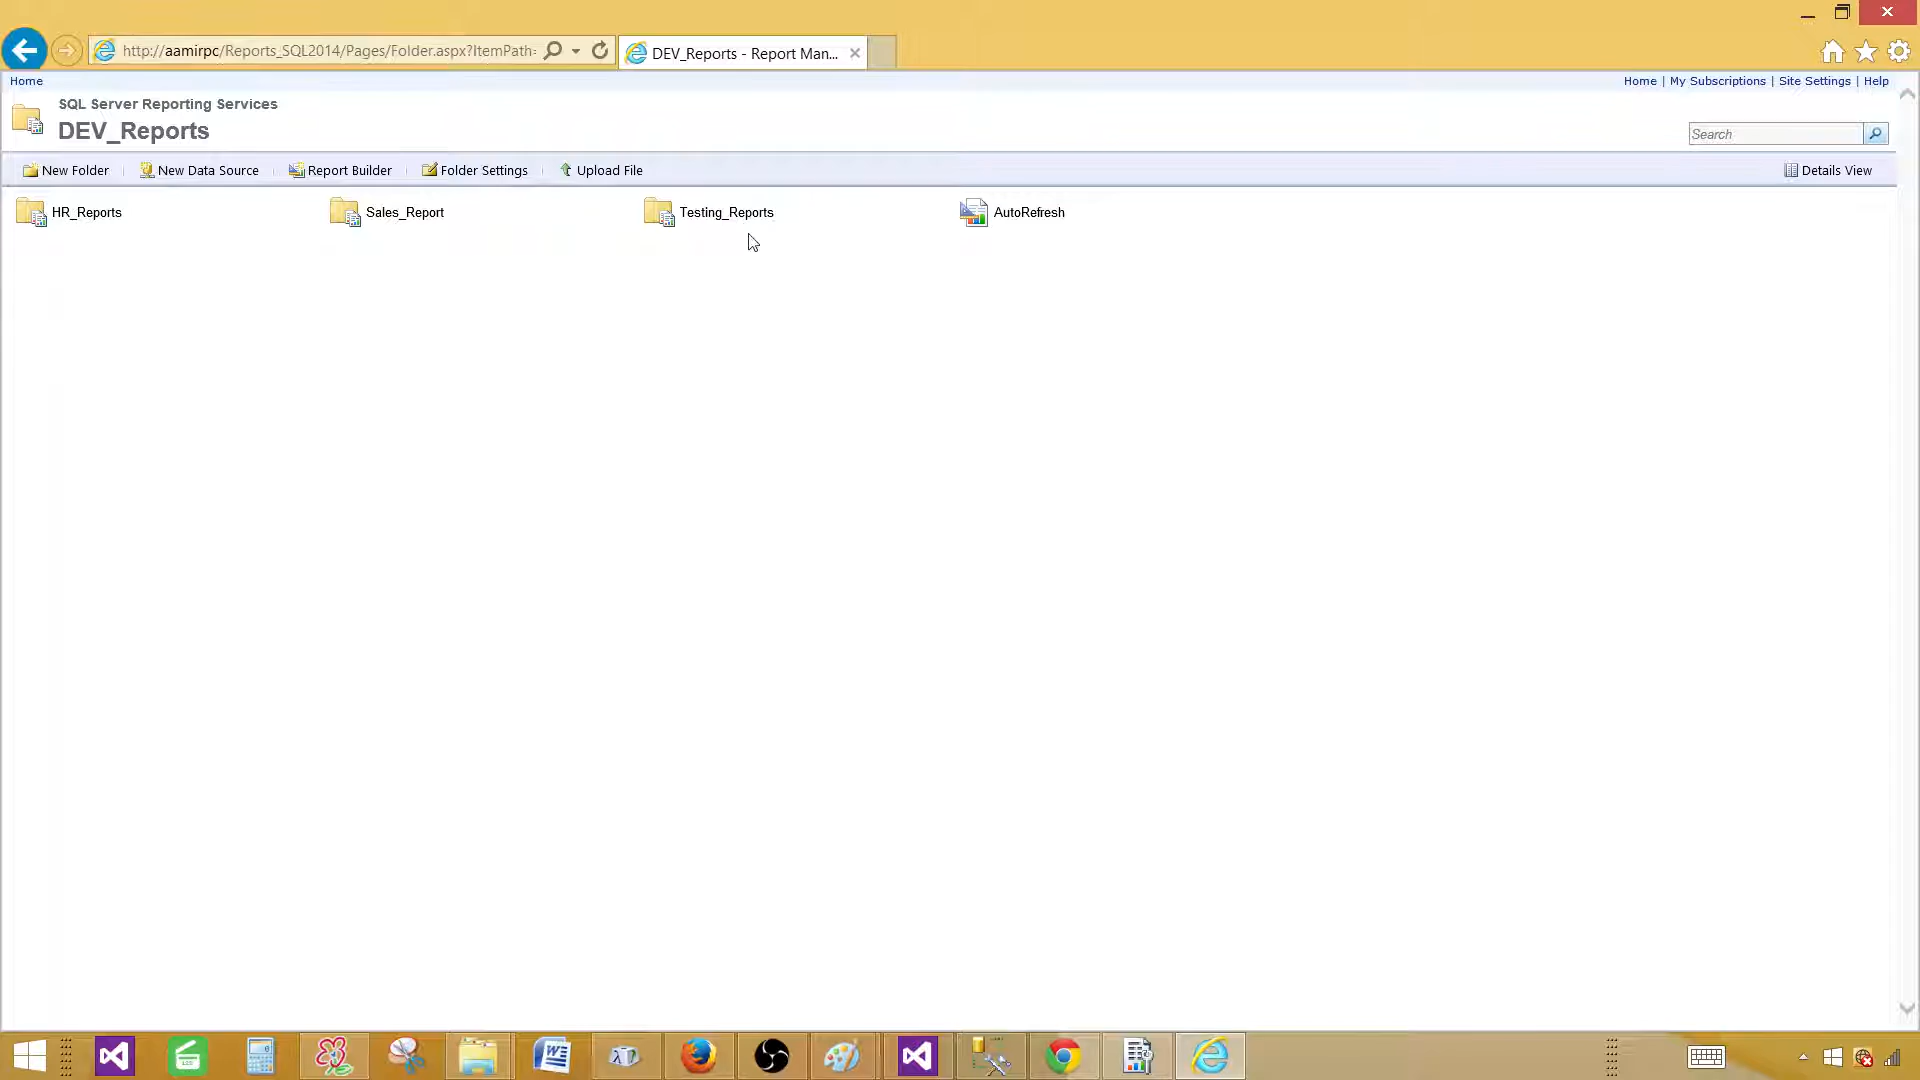 http://aamirpc/Reports_SQL2014/Pages/Folder.aspx?ItemPath=
DEV_Reports - Report Man...
Home
Home | My Subscriptions | Site Settings | Help
SQL Server Reporting Services
DEV_Reports
Search
New Folder
New Data Source
Report Builder
Folder Settings
Upload File
Details View
HR_Reports
Sales_Report
Testing_Reports
AutoRefresh